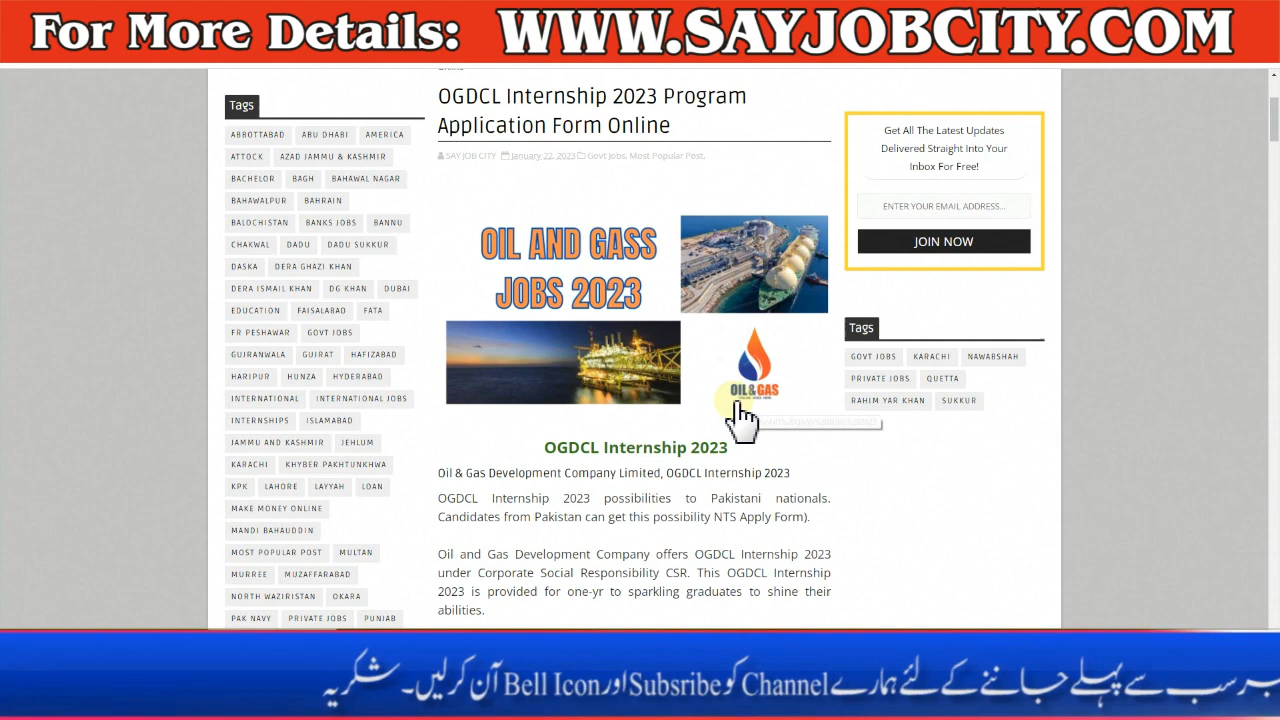 For More Details: WWW.SAYJOBCITY.COM
Tags
ABBOTTABAD ABU DHABI AMERICA
ATTOCK AZAD JAMMU & KASHMIR
BACHELOR BAGH BAHAWAL NAGAR
BAHAWALPUR BAHRAIN
BALOCHISTAN BANKS JOBS BANNU
CHAKWAL DADU DADU SUKKUR
DASKA DERA GHAZI KHAN
DERA ISMAIL KHAN DG KHAN DUBAI
EDUCATION FAISALABAD FATA
FR PESHAWAR GOVT JOBS
GUJRANWALA GUJRAT HAFIZABAD
HARIPUR HUNZA HYDERABAD
INTERNATIONAL INTERNATIONAL JOBS
INTERNSHIPS ISLAMABAD
JAMMU AND KASHMIR JEHLUM
KARACHI KHYBER PAKHTUNKHWA
KPK LAHORE LAYYAH LOAN
MAKE MONEY ONLINE
MANDI BAHAUDDIN
MOST POPULAR POST MULTAN
MURREE MUZAFFARABAD
NORTH WAZIRISTAN OKARA
PAK NAVY PRIVATE JOBS PUNJAB
OGDCL Internship 2023 Program
Application Form Online
SAY JOB CITY January 22, 2023 Govt Jobs, Most Popular Post,
OIL AND GASS
JOBS 2023
OIL & GAS
OGDCL Internship 2023
Oil & Gas Development Company Limited, OGDCL Internship 2023
OGDCL Internship 2023 possibilities to Pakistani nationals.
Candidates from Pakistan can get this possibility NTS Apply Form).
Oil and Gas Development Company offers OGDCL Internship 2023
under Corporate Social Responsibility CSR. This OGDCL Internship
2023 is provided for one-yr to sparkling graduates to shine their
abilities.
Get All The Latest Updates
Delivered Straight Into Your
Inbox For Free!
ENTER YOUR EMAIL ADDRESS...
JOIN NOW
Tags
GOVT JOBS KARACHI NAWABSHAH
PRIVATE JOBS QUETTA
RAHIM YAR KHAN SUKKUR
سب سے پہلے جاننے کے لئے ہمارے Channel کو Subsribe اور Bell Icon آن کر لیں۔ شکریہ